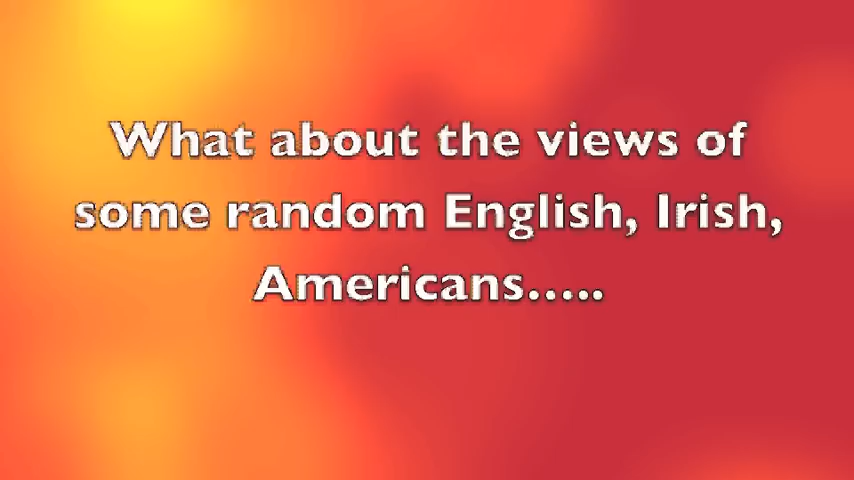 What about the views of
some random English, Irish,
Americans.....